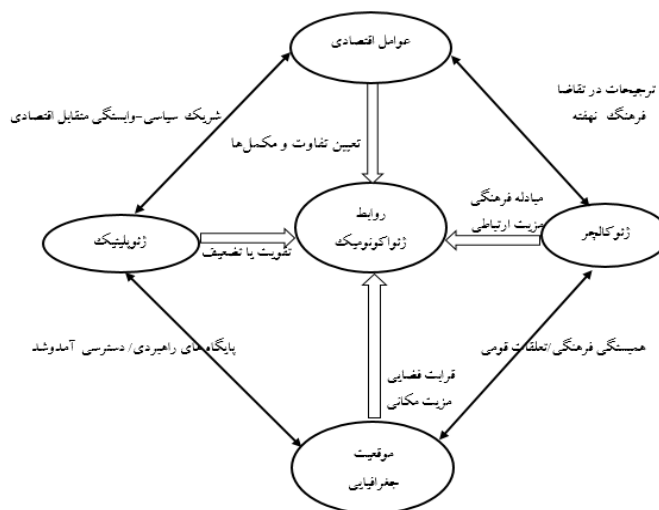 عوامل اقتصادی
ترجیحات در تقاضا
فرهنگ نهفته
شریک سیاسی-وابستگی متقابل اقتصادی
تعیین تفاوت و مکمل‌ها
مبادله فرهنگی
مزیت ارتباطی
روابط
ژئواکونومیک
ژئوکالچر
ژئوپلیتیک
تقویت یا تضعیف
همبستگی فرهنگی/تعلقات قومی
پایگاه‌های راهبردی/ دسترسی آمدوشد
قرابت فضایی
مزیت مکانی
موقعیت
جغرافیایی